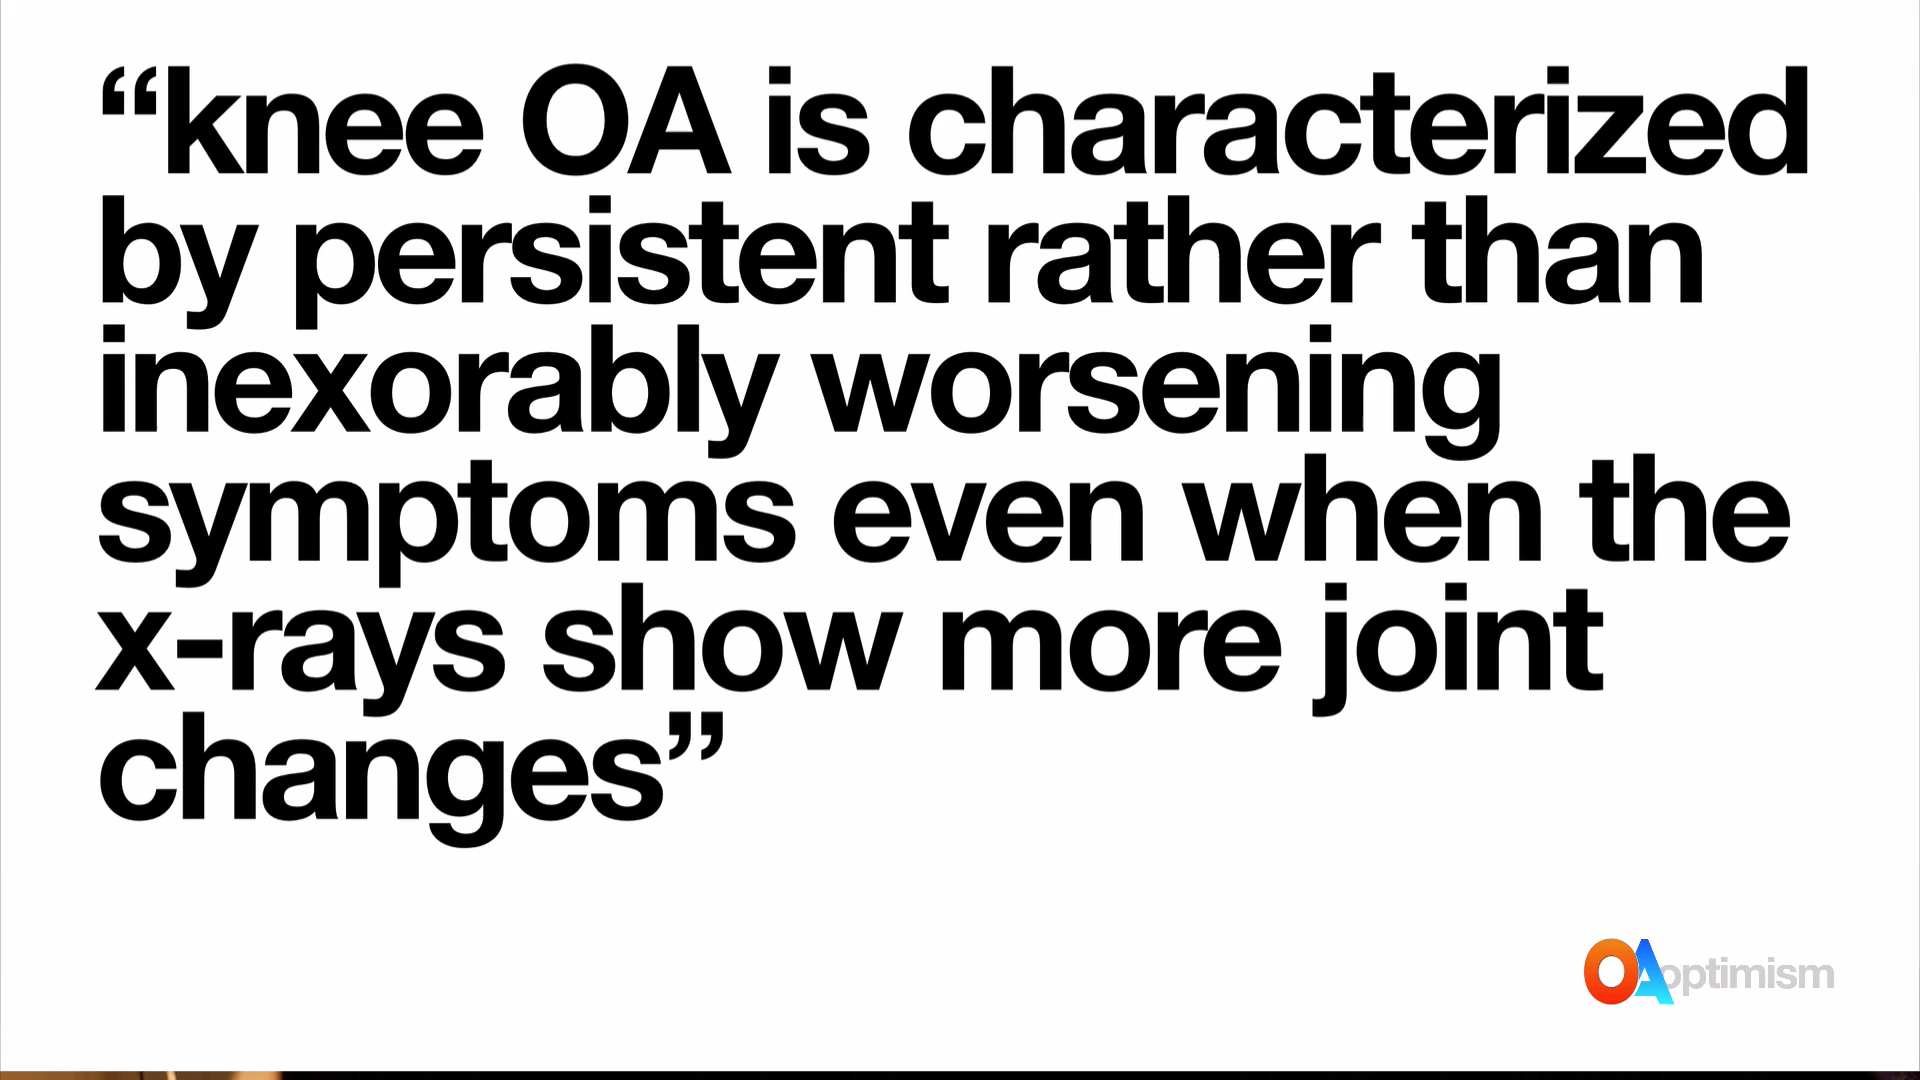 “knee OA is characterized
by persistent rather than
inexorably worsening
symptoms even when the
x-rays show more joint
changes”
OAoptimism